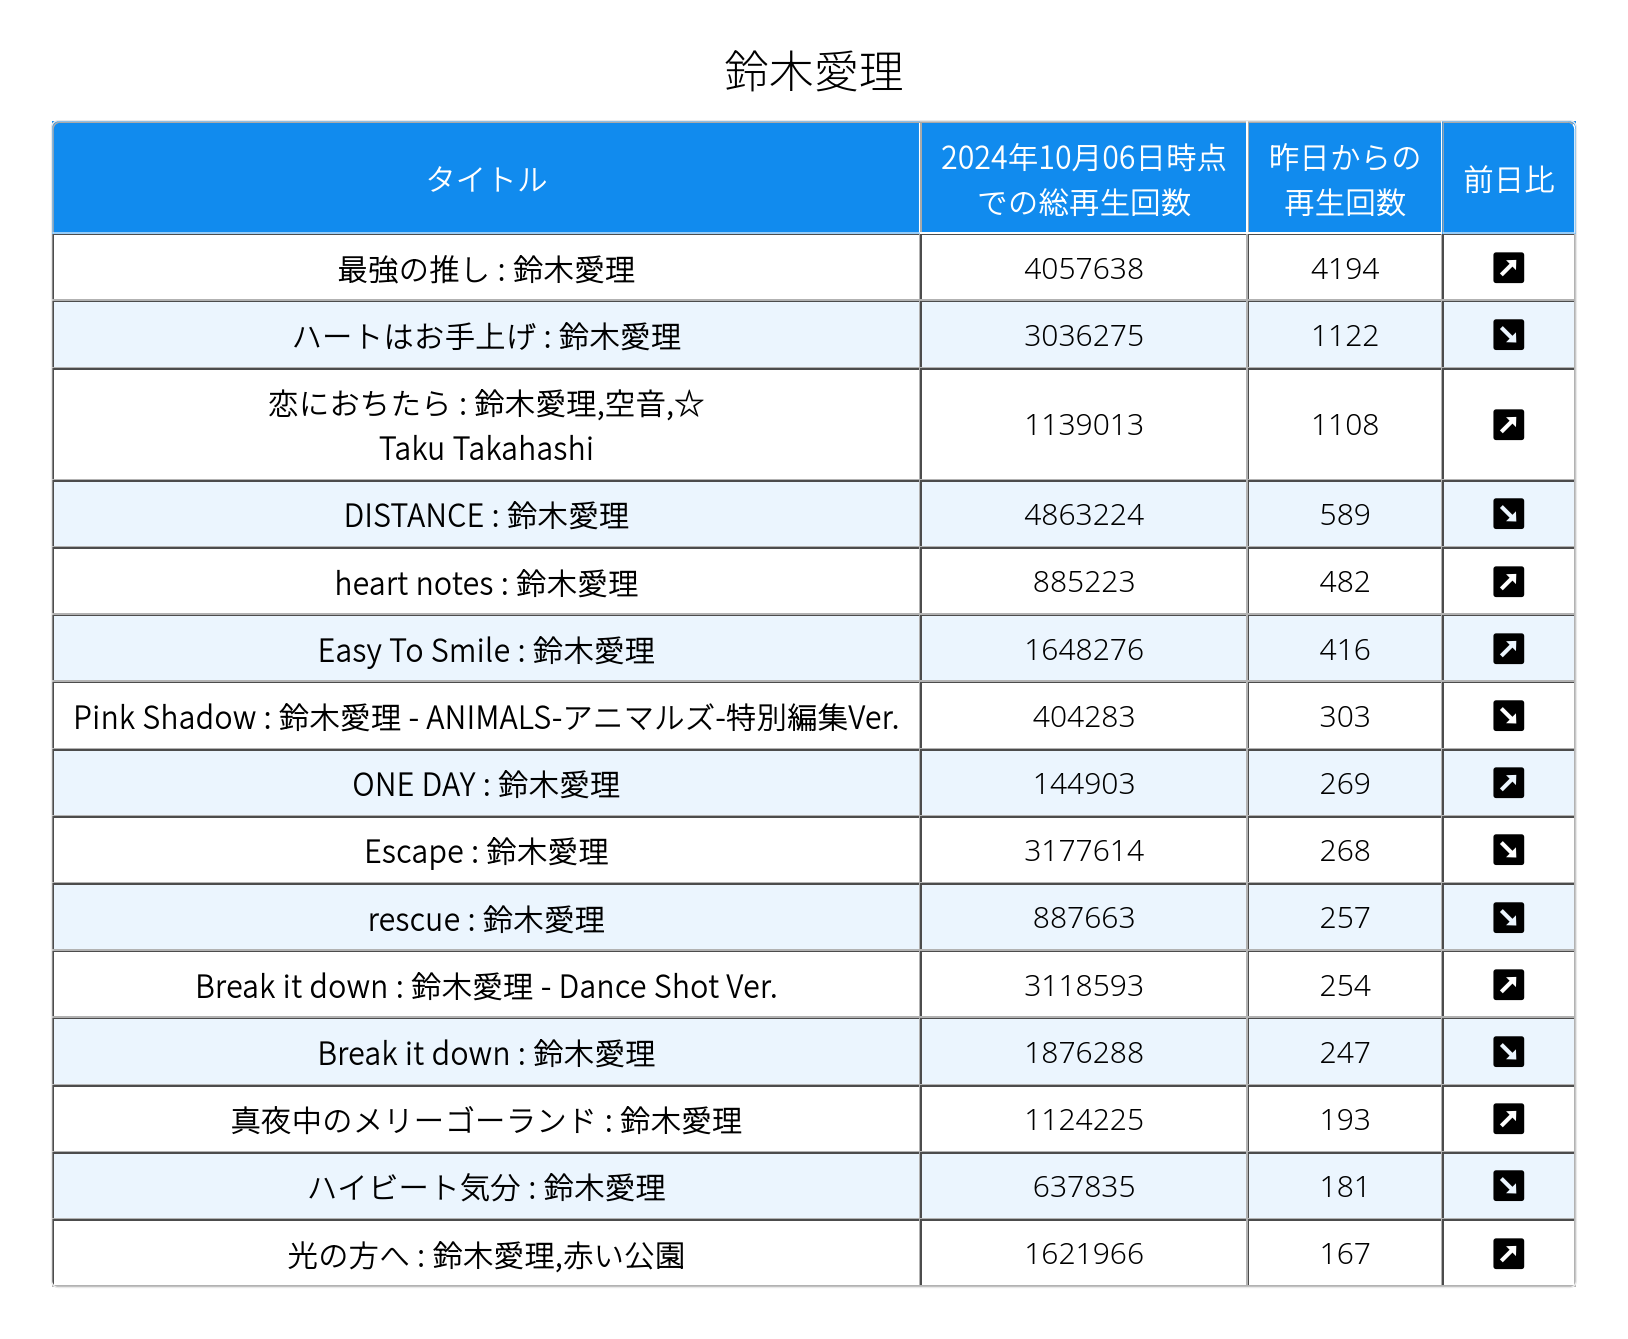 鈴木愛理
タイトル
2024年10月06日時点
での総再生回数
昨日からの
再生回数
前日比
最強の推し : 鈴木愛理 4057638 4194
ハートはお手上げ : 鈴木愛理 3036275 1122
恋におちたら : 鈴木愛理,空音,☆
Taku Takahashi 1139013 1108
DISTANCE : 鈴木愛理 4863224 589
heart notes : 鈴木愛理 885223 482
Easy To Smile : 鈴木愛理 1648276 416
Pink Shadow : 鈴木愛理 - ANIMALS-アニマルズ-特別編集Ver. 404283 303
ONE DAY : 鈴木愛理 144903 269
Escape : 鈴木愛理 3177614 268
rescue : 鈴木愛理 887663 257
Break it down : 鈴木愛理 - Dance Shot Ver. 3118593 254
Break it down : 鈴木愛理 1876288 247
真夜中のメリーゴーランド : 鈴木愛理 1124225 193
ハイビート気分 : 鈴木愛理 637835 181
光の方へ : 鈴木愛理,赤い公園 1621966 167